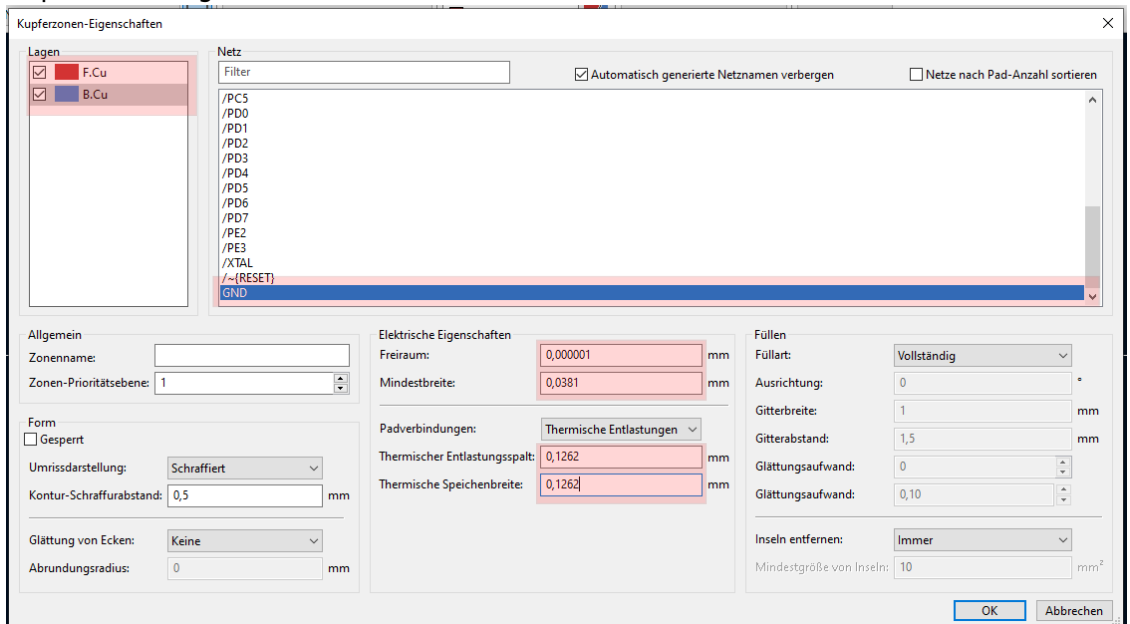 Kupferzonen-Eigenschaften
Lagen
F.Cu
B.Cu
Netz
Filter
Automatisch generierte Netznamen verbergen
Netze nach Pad-Anzahl sortieren
/PC5
/PD0
/PD1
/PD2
/PD3
/PD4
/PD5
/PD6
/PD7
/PE2
/PE3
/XTAL
/~{RESET}
GND
Allgemein
Zonenname:
Zonen-Prioritätsebene: 1
Form
Gesperrt
Umrissdarstellung: Schraffiert
Kontur-Schraffurabstand: 0,5 mm
Glättung von Ecken: Keine
Abrundungsradius: 0 mm
Elektrische Eigenschaften
Freiraum: 0,000001 mm
Mindestbreite: 0,0381 mm
Padverbindungen: Thermische Entlastungen
Thermischer Entlastungsspalt: 0,1262 mm
Thermische Speichenbreite: 0,1262 mm
Füllen
Füllart: Vollständig
Ausrichtung: 0 °
Gitterbreite: 1 mm
Gitterabstand: 1,5 mm
Glättungsaufwand: 0
Glättungsaufwand: 0,10
Inseln entfernen: Immer
Mindestgröße von Inseln: 10 mm²
OK Abbrechen